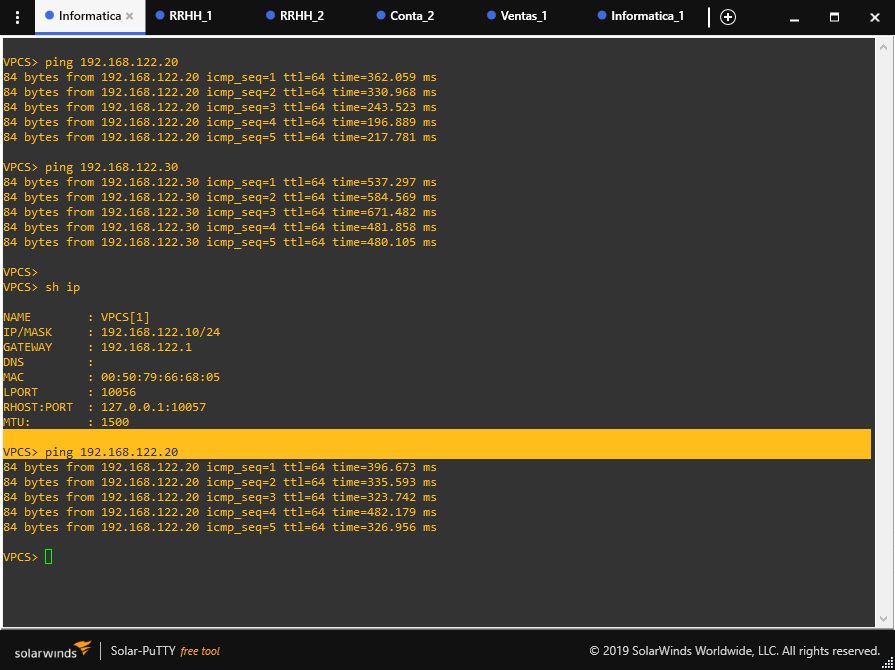 Informatica × RRHH_1 RRHH_2 Conta_2 Ventas_1 Informatica_1
VPCS> ping 192.168.122.20
84 bytes from 192.168.122.20 icmp_seq=1 ttl=64 time=362.059 ms
84 bytes from 192.168.122.20 icmp_seq=2 ttl=64 time=330.968 ms
84 bytes from 192.168.122.20 icmp_seq=3 ttl=64 time=243.523 ms
84 bytes from 192.168.122.20 icmp_seq=4 ttl=64 time=196.889 ms
84 bytes from 192.168.122.20 icmp_seq=5 ttl=64 time=217.781 ms
VPCS> ping 192.168.122.30
84 bytes from 192.168.122.30 icmp_seq=1 ttl=64 time=537.297 ms
84 bytes from 192.168.122.30 icmp_seq=2 ttl=64 time=584.569 ms
84 bytes from 192.168.122.30 icmp_seq=3 ttl=64 time=671.482 ms
84 bytes from 192.168.122.30 icmp_seq=4 ttl=64 time=481.858 ms
84 bytes from 192.168.122.30 icmp_seq=5 ttl=64 time=480.105 ms
VPCS>
VPCS> sh ip
NAME        : VPCS[1]
IP/MASK     : 192.168.122.10/24
GATEWAY     : 192.168.122.1
DNS         :
MAC         : 00:50:79:66:68:05
LPORT       : 10056
RHOST:PORT  : 127.0.0.1:10057
MTU:        : 1500
VPCS> ping 192.168.122.20
84 bytes from 192.168.122.20 icmp_seq=1 ttl=64 time=396.673 ms
84 bytes from 192.168.122.20 icmp_seq=2 ttl=64 time=335.593 ms
84 bytes from 192.168.122.20 icmp_seq=3 ttl=64 time=323.742 ms
84 bytes from 192.168.122.20 icmp_seq=4 ttl=64 time=482.179 ms
84 bytes from 192.168.122.20 icmp_seq=5 ttl=64 time=326.956 ms
VPCS>
solarwinds Solar-PuTTY free tool © 2019 SolarWinds Worldwide, LLC. All rights reserved.